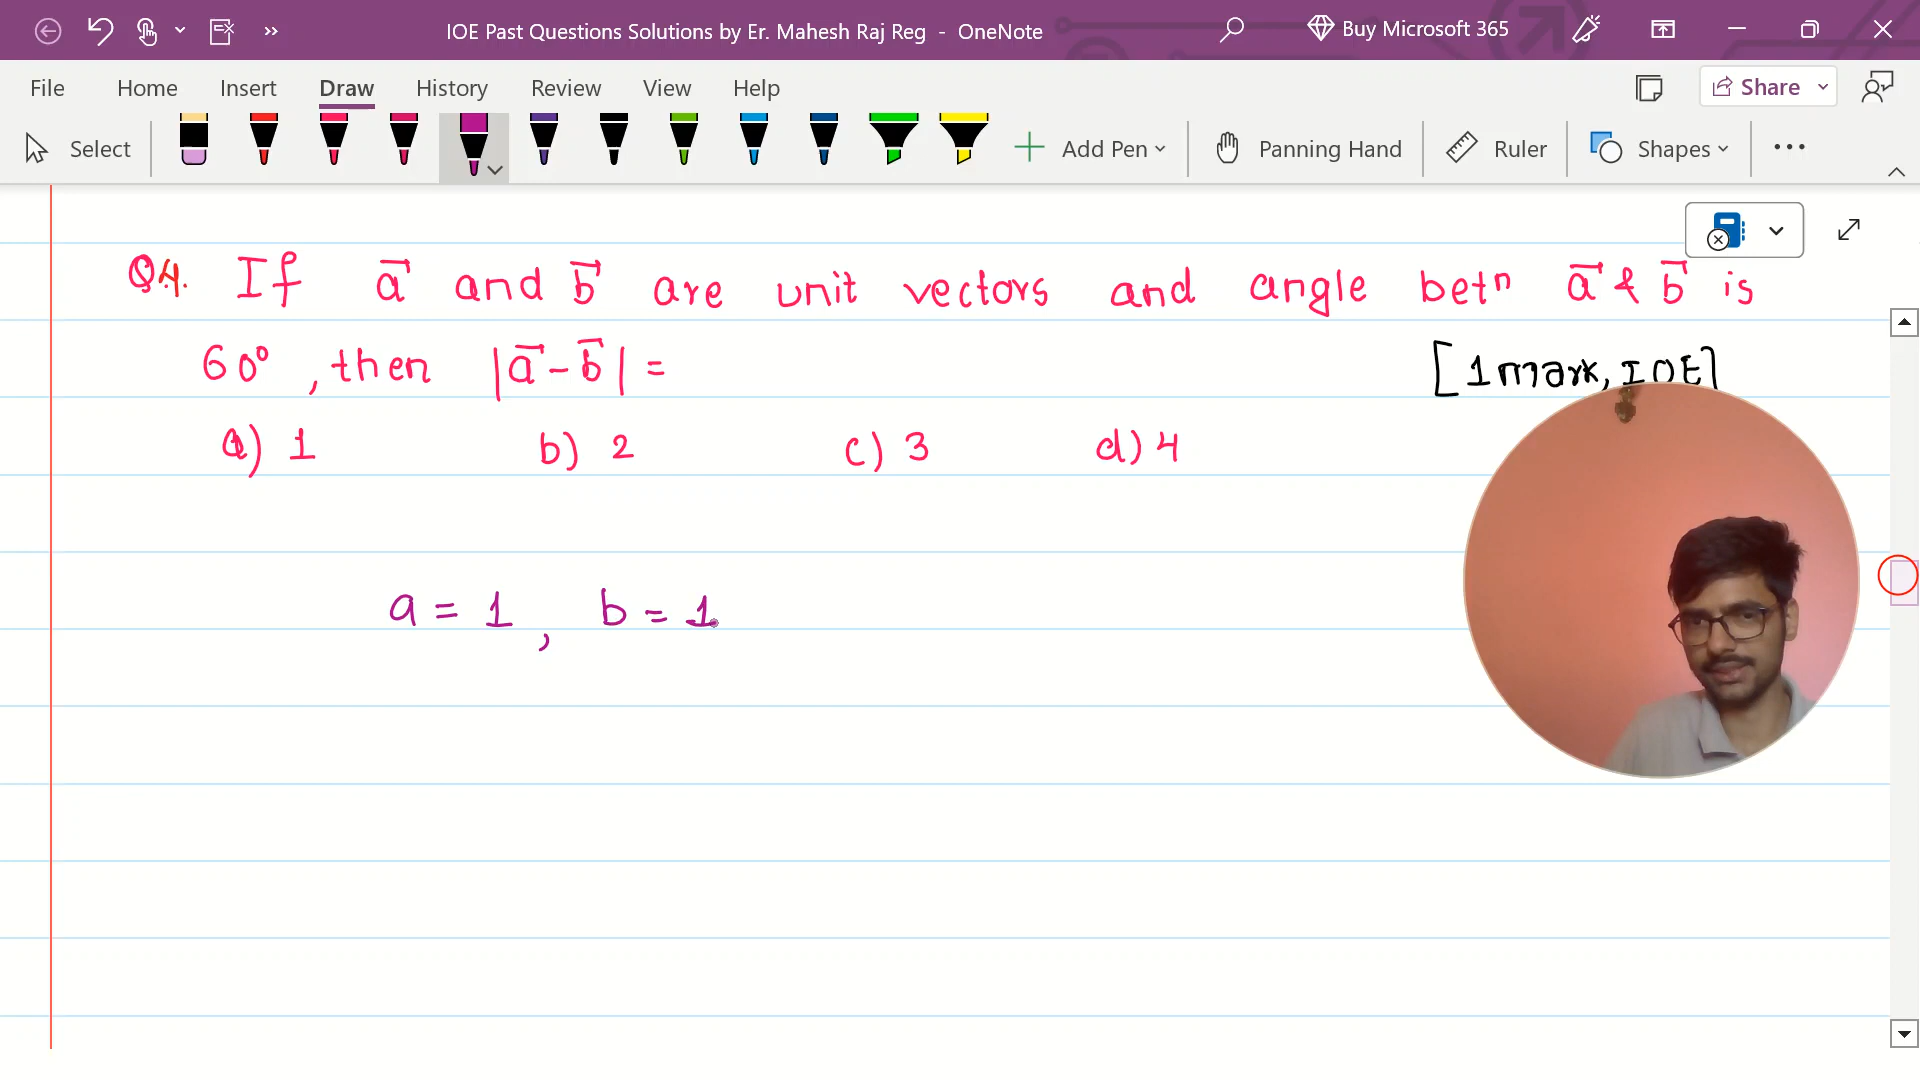 IOE Past Questions Solutions by Er. Mahesh Raj Reg - OneNote
Buy Microsoft 365
File Home Insert Draw History Review View Help
Share
Select
Add Pen
Panning Hand
Ruler
Shapes
Q4. If a⃗ and b⃗ are unit vectors and angle betn a⃗ & b⃗ is
60°, then |a⃗ - b⃗| =
[1 mark, IOE]
a) 1 b) 2 c) 3 d) 4
a = 1, b = 1